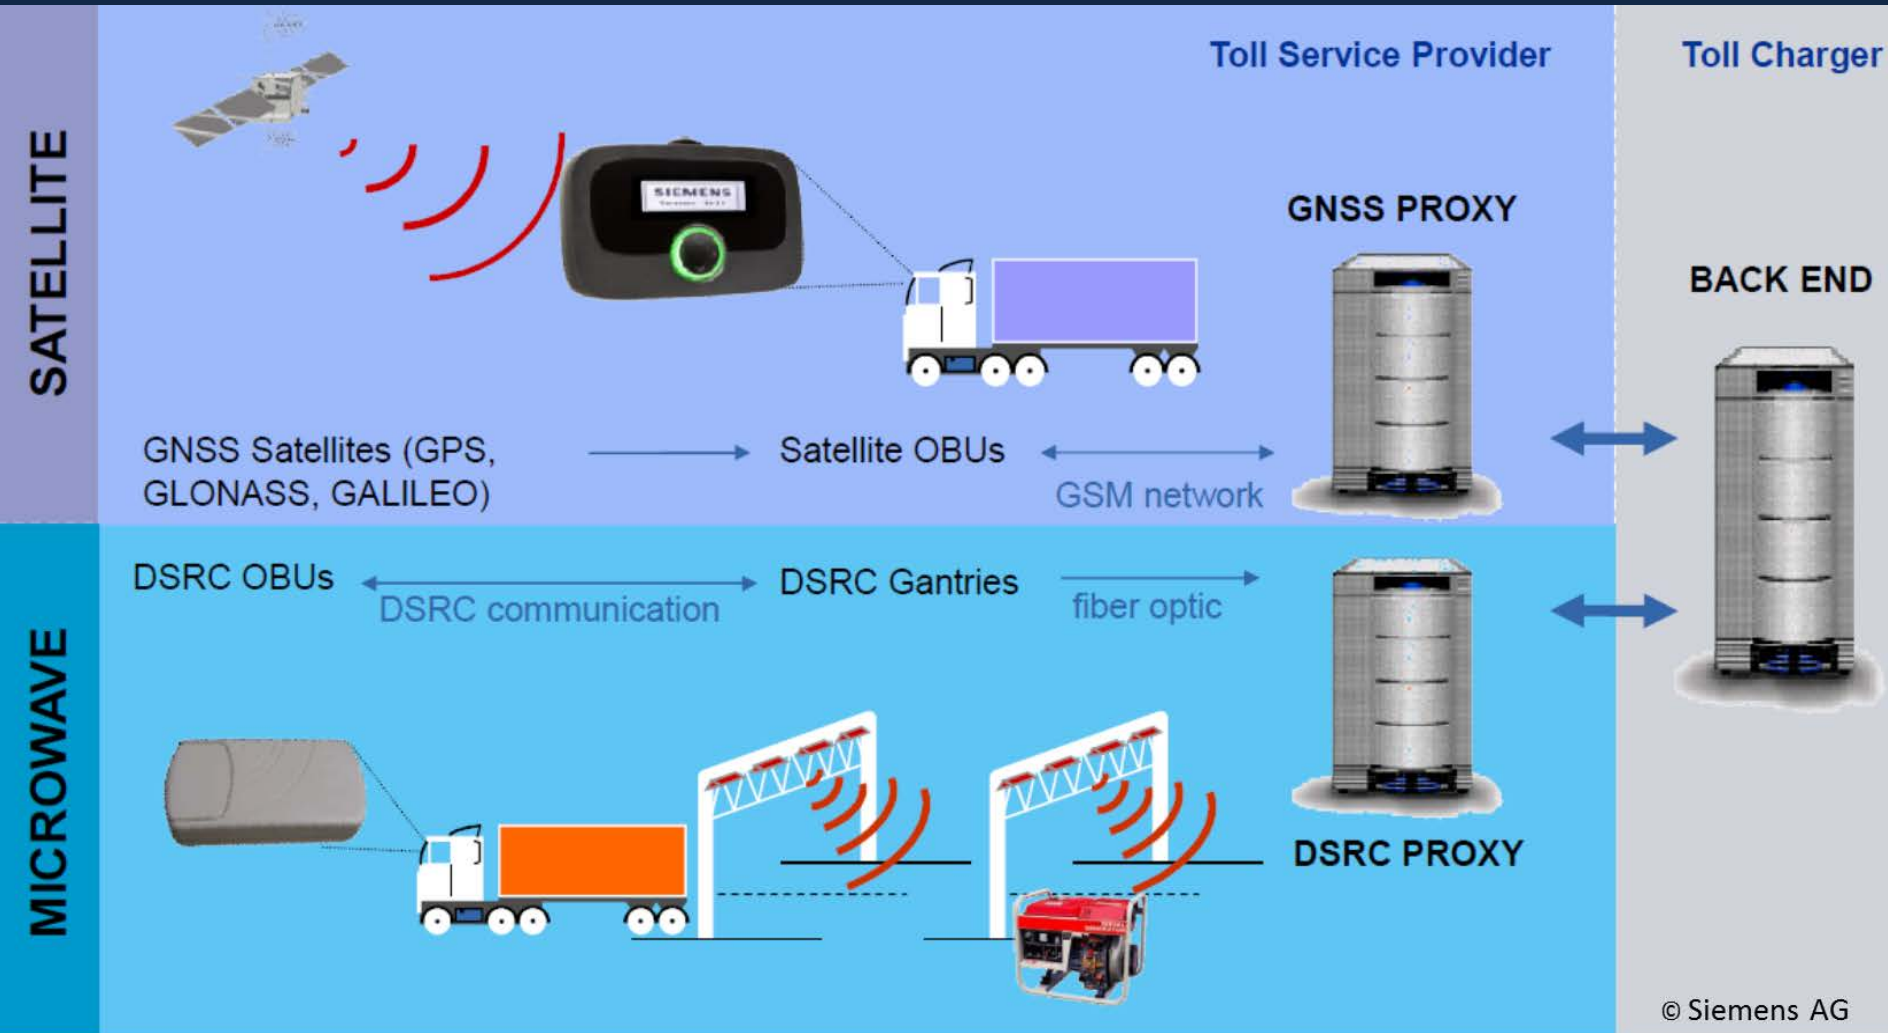 Toll Service Provider
Toll Charger
SATELLITE
SIEMENS
GNSS PROXY
BACK END
GNSS Satellites (GPS,
GLONASS, GALILEO)
Satellite OBUs
GSM network
MICROWAVE
DSRC OBUs
DSRC communication
DSRC Gantries
fiber optic
DSRC PROXY
© Siemens AG